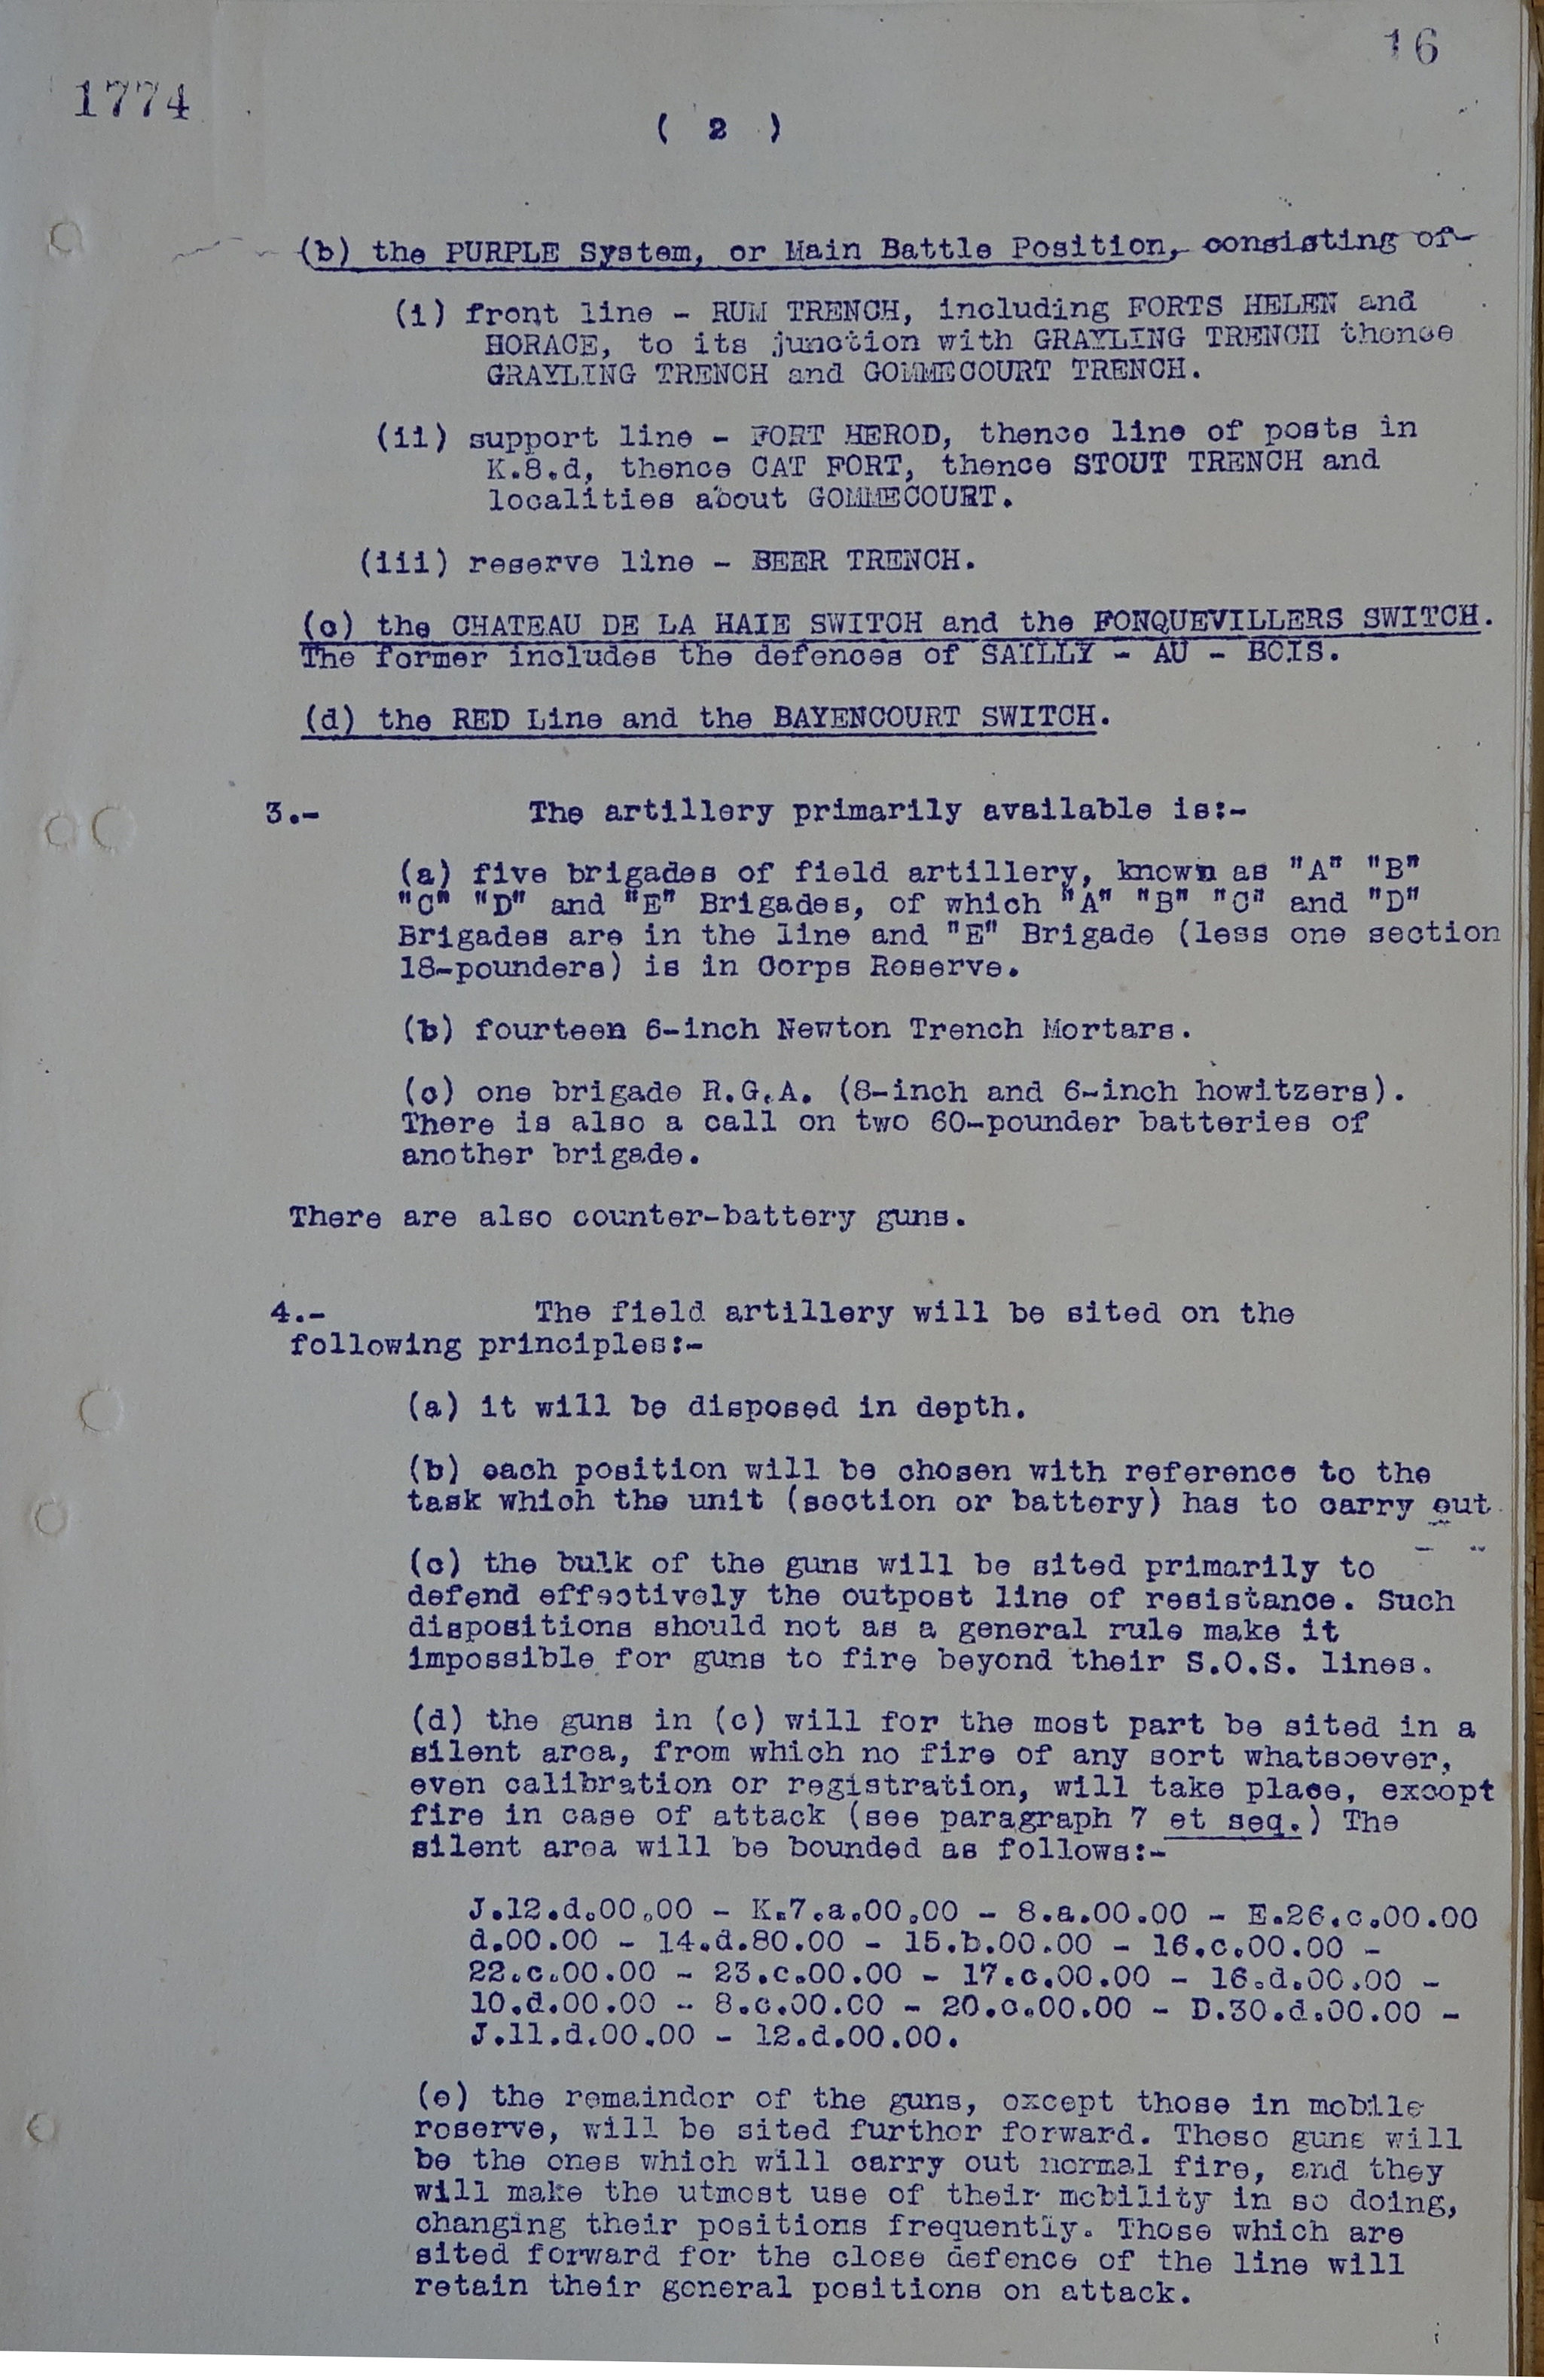 16
1774
( 2 )
(b) the PURPLE System, or Main Battle Position, consisting of
(i) front line - RUM TRENCH, including FORTS HELEN and
HORACE, to its junction with GRAYLING TRENCH thence
GRAYLING TRENCH and GOMMECOURT TRENCH.
(ii) support line - FORT HEROD, thence line of posts in
K.8.d, thence CAT FORT, thence STOUT TRENCH and
localities about GOMMECOURT.
(iii) reserve line - BEER TRENCH.
(c) the CHATEAU DE LA HAIE SWITCH and the FONQUEVILLERS SWITCH.
The former includes the defences of SAILLY - AU - BOIS.
(d) the RED Line and the BAYENCOURT SWITCH.
3.- The artillery primarily available is:-
(a) five brigades of field artillery, known as "A" "B"
"C" "D" and "E" Brigades, of which "A" "B" "C" and "D"
Brigades are in the line and "E" Brigade (less one section
18-pounders) is in Corps Reserve.
(b) fourteen 6-inch Newton Trench Mortars.
(c) one brigade R.G.A. (8-inch and 6-inch howitzers).
There is also a call on two 60-pounder batteries of
another brigade.
There are also counter-battery guns.
4.- The field artillery will be sited on the
following principles:-
(a) it will be disposed in depth.
(b) each position will be chosen with reference to the
task which the unit (section or battery) has to carry out
(c) the bulk of the guns will be sited primarily to
defend effectively the outpost line of resistance. Such
dispositions should not as a general rule make it
impossible for guns to fire beyond their S.O.S. lines.
(d) the guns in (c) will for the most part be sited in a
silent area, from which no fire of any sort whatsoever,
even calibration or registration, will take place, except
fire in case of attack (see paragraph 7 et seq.) The
silent area will be bounded as follows:-
J.12.d.00.00 - K.7.a.00.00 - 8.a.00.00 - E.26.c.00.00
d.00.00 - 14.d.80.00 - 15.b.00.00 - 16.c.00.00 -
22.c.00.00 - 23.c.00.00 - 17.c.00.00 - 16.d.00.00 -
10.d.00.00 - 8.c.00.00 - 20.c.00.00 - D.30.d.00.00 -
J.11.d.00.00 - 12.d.00.00.
(e) the remainder of the guns, except those in mobile
reserve, will be sited further forward. These guns will
be the ones which will carry out normal fire, and they
will make the utmost use of their mobility in so doing,
changing their positions frequently. Those which are
sited forward for the close defence of the line will
retain their general positions on attack.